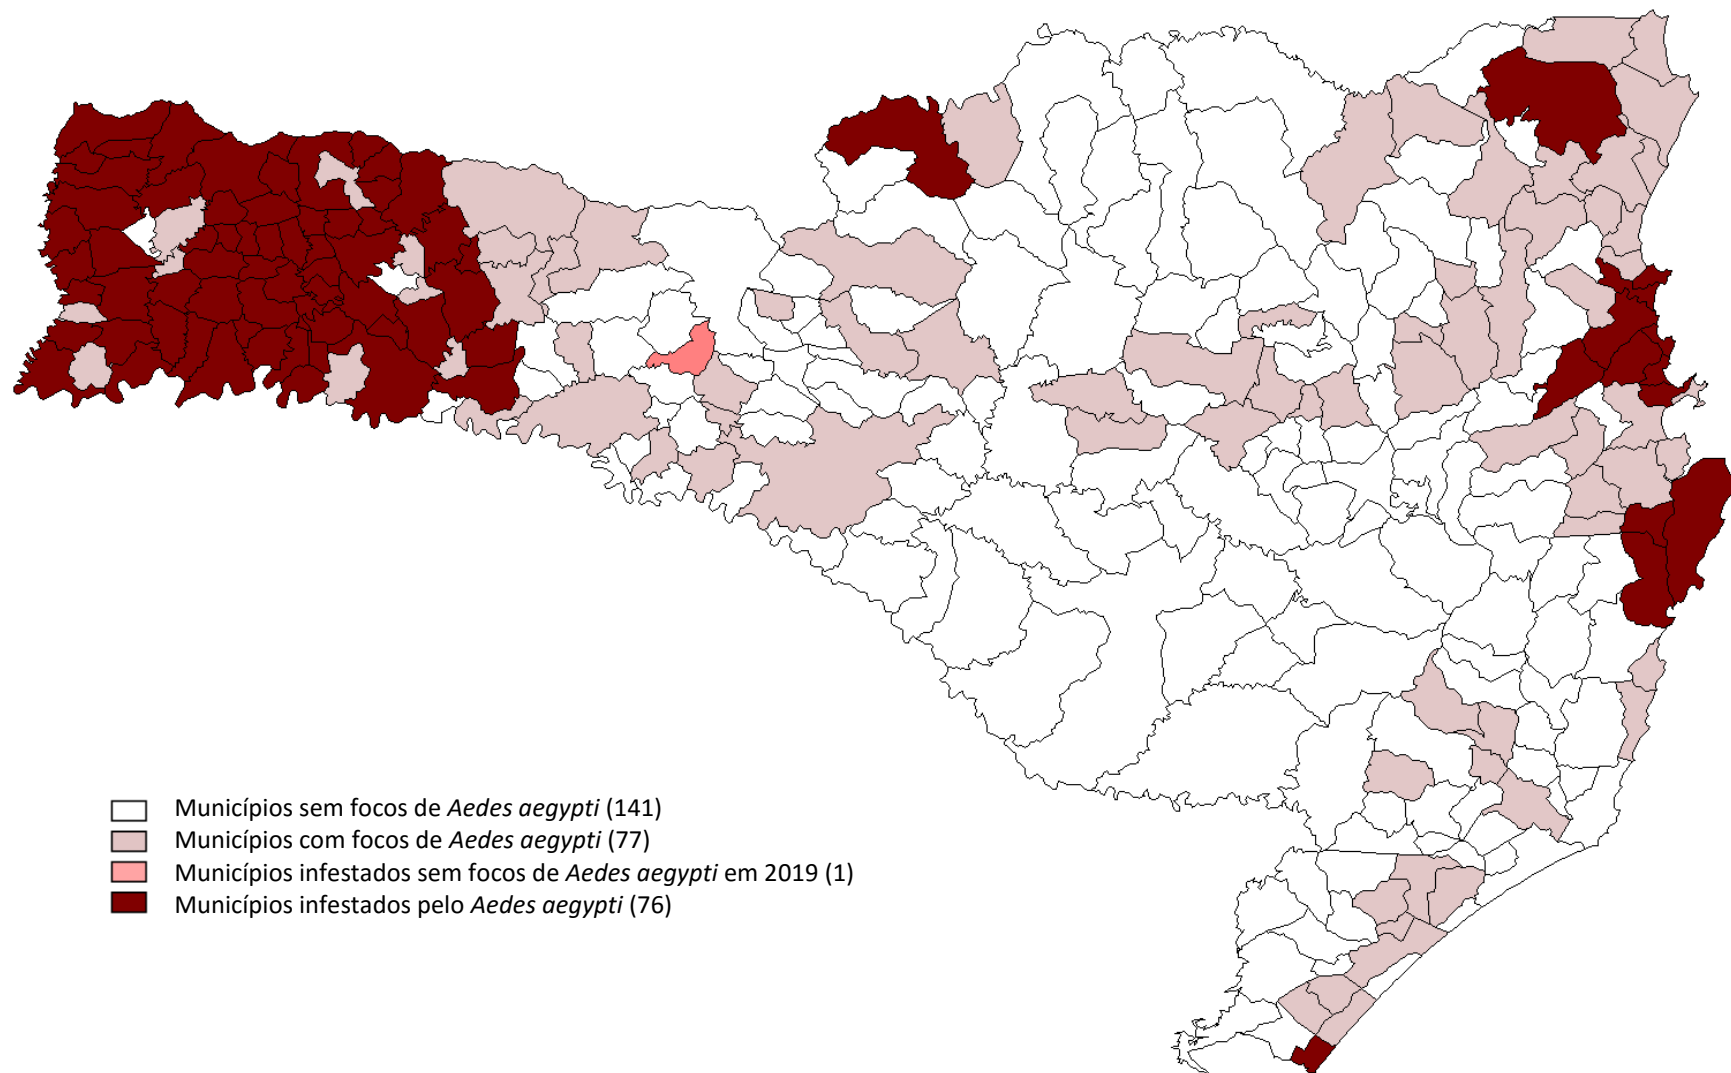 Municípios sem focos de Aedes aegypti (141)
Municípios com focos de Aedes aegypti (77)
Municípios infestados sem focos de Aedes aegypti em 2019 (1)
Municípios infestados pelo Aedes aegypti (76)